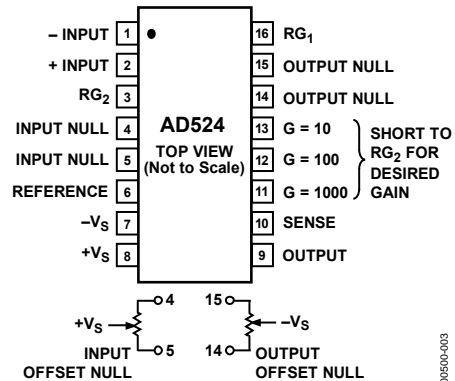 – INPUT 1
+ INPUT 2
RG2 3
INPUT NULL 4
INPUT NULL 5
REFERENCE 6
–VS 7
+VS 8
AD524
TOP VIEW
(Not to Scale)
16 RG1
15 OUTPUT NULL
14 OUTPUT NULL
13 G = 10
12 G = 100
11 G = 1000
10 SENSE
9 OUTPUT
SHORT TO
RG2 FOR
DESIRED
GAIN
4
+VS
5
INPUT
OFFSET NULL
15
–VS
14
OUTPUT
OFFSET NULL
00500-003